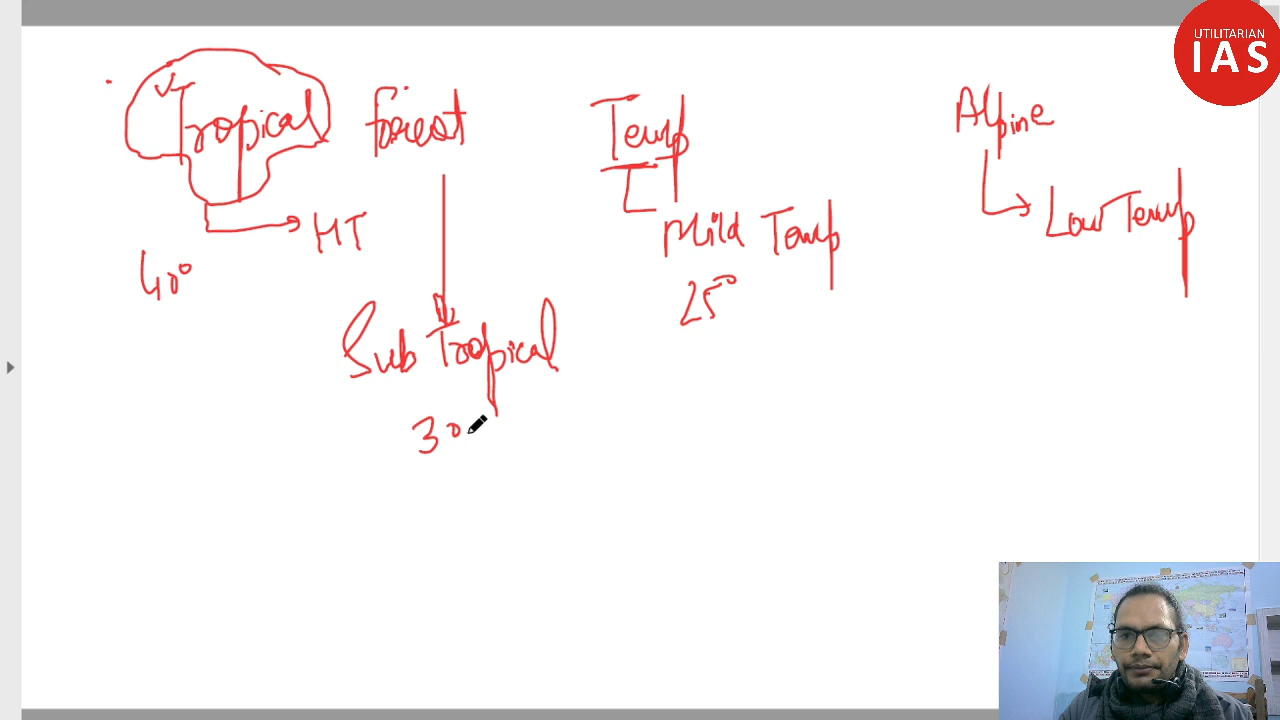 UTILITARIAN
IAS
Tropical Forest
HT
40°
Sub Tropical
30
Temp
Mild Temp
25°
Alpine
Low Temp